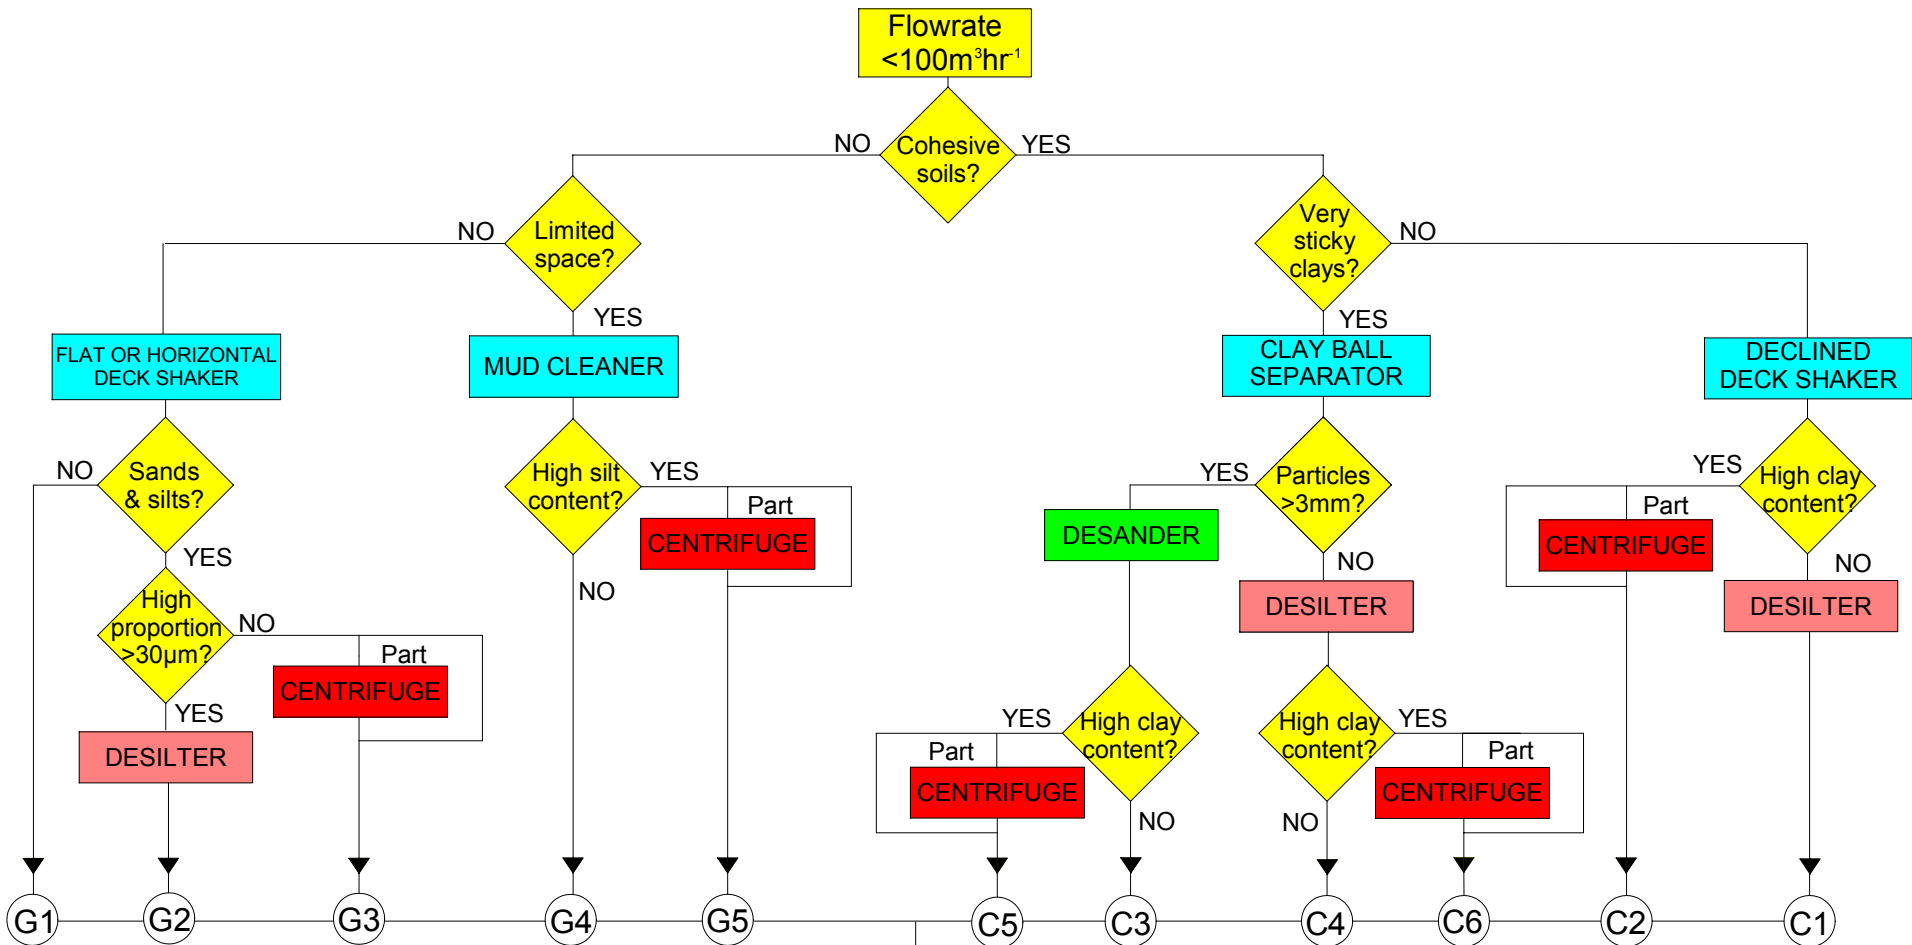 Flowrate
<100m³hr⁻¹
NO
Cohesive
soils?
YES
NO
Limited
space?
YES
Very
sticky
clays?
NO
YES
FLAT OR HORIZONTAL
DECK SHAKER
MUD CLEANER
CLAY BALL
SEPARATOR
DECLINED
DECK SHAKER
NO
Sands
& silts?
YES
High silt
content?
YES
Part
CENTRIFUGE
NO
YES
Particles
>3mm?
NO
DESANDER
DESILTER
YES
High clay
content?
NO
Part
CENTRIFUGE
DESILTER
High
proportion
>30µm?
NO
Part
CENTRIFUGE
YES
DESILTER
YES
High clay
content?
NO
Part
CENTRIFUGE
High clay
content?
YES
NO
Part
CENTRIFUGE
G1
G2
G3
G4
G5
C5
C3
C4
C6
C2
C1